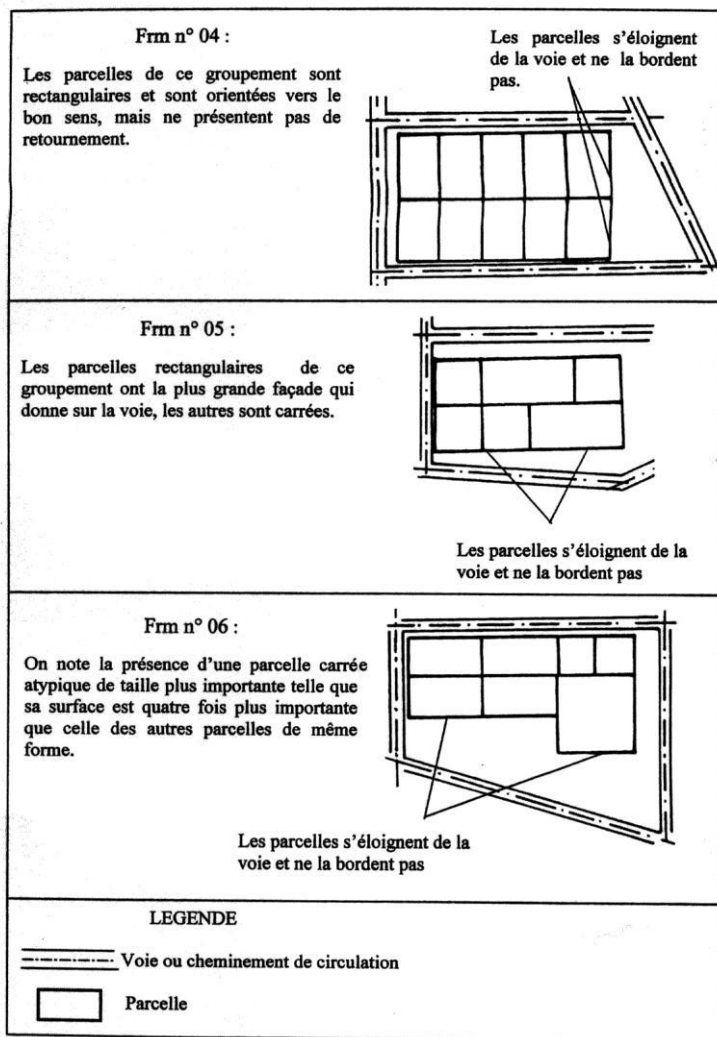 Frm n° 04 :
Les parcelles de ce groupement sont
rectangulaires et sont orientées vers le
bon sens, mais ne présentent pas de
retournement.
Les parcelles s'éloignent
de la voie et ne la bordent
pas.
Frm n° 05 :
Les parcelles rectangulaires de ce
groupement ont la plus grande façade qui
donne sur la voie, les autres sont carrées.
Les parcelles s'éloignent de la
voie et ne la bordent pas
Frm n° 06 :
On note la présence d'une parcelle carrée
atypique de taille plus importante telle que
sa surface est quatre fois plus importante
que celle des autres parcelles de même
forme.
Les parcelles s'éloignent de la
voie et ne la bordent pas
LEGENDE
Voie ou cheminement de circulation
Parcelle